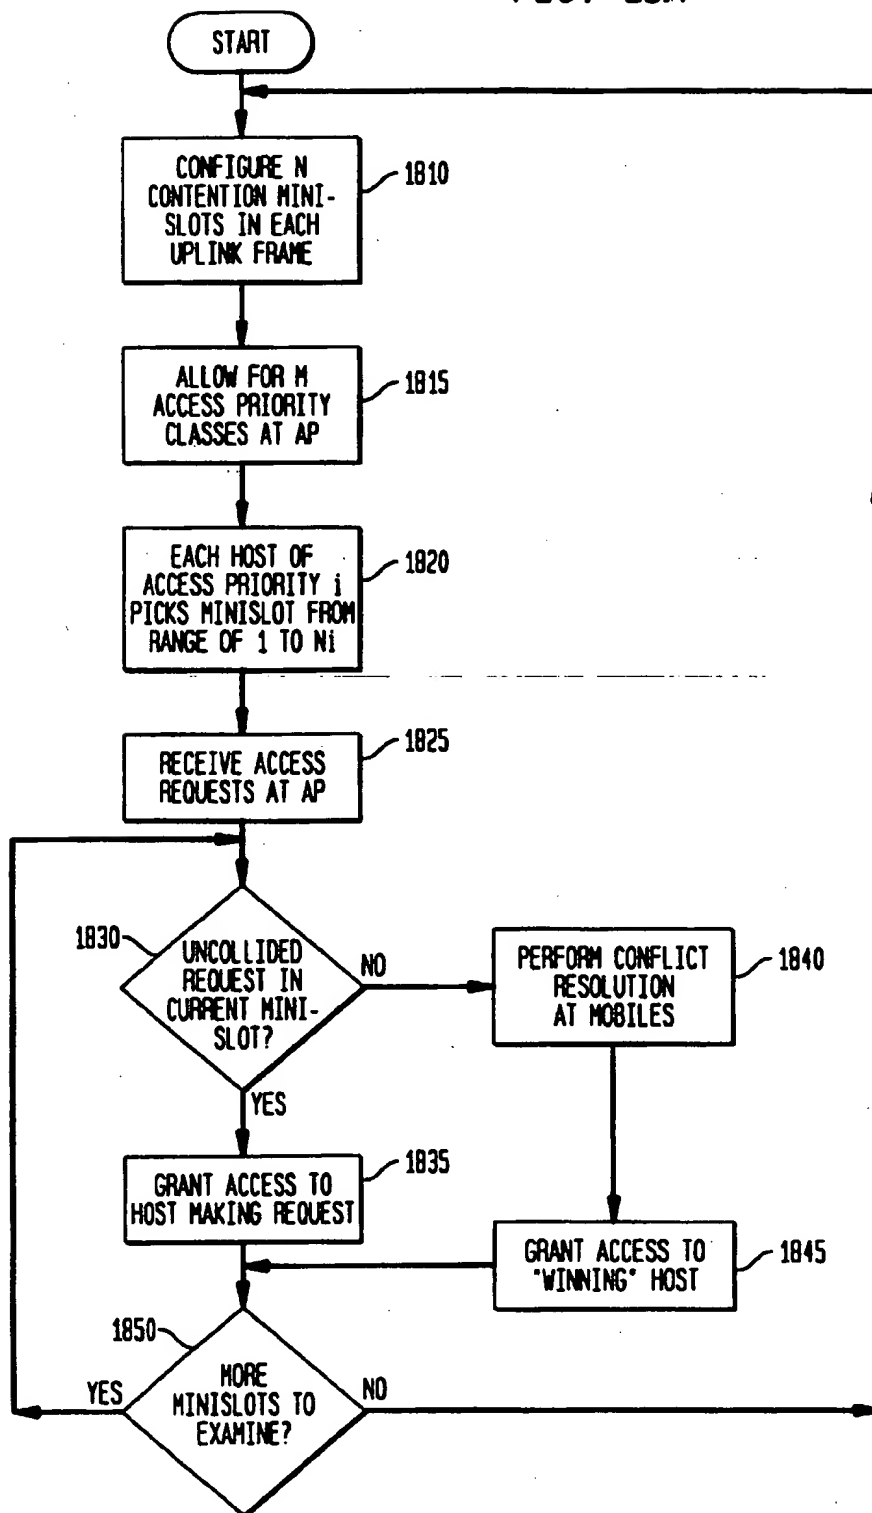 START
CONFIGURE N
CONTENTION MINI-
SLOTS IN EACH
UPLINK FRAME
1810
ALLOW FOR M
ACCESS PRIORITY
CLASSES AT AP
1815
EACH HOST OF
ACCESS PRIORITY i
PICKS MINISLOT FROM
RANGE OF 1 TO Ni
1820
RECEIVE ACCESS
REQUESTS AT AP
1825
1830
UNCOLLIDED
REQUEST IN
CURRENT MINI-
SLOT?
NO
YES
PERFORM CONFLICT
RESOLUTION
AT MOBILES
1840
GRANT ACCESS TO
HOST MAKING REQUEST
1835
GRANT ACCESS TO
"WINNING" HOST
1845
1850
MORE
MINISLOTS TO
EXAMINE?
YES
NO